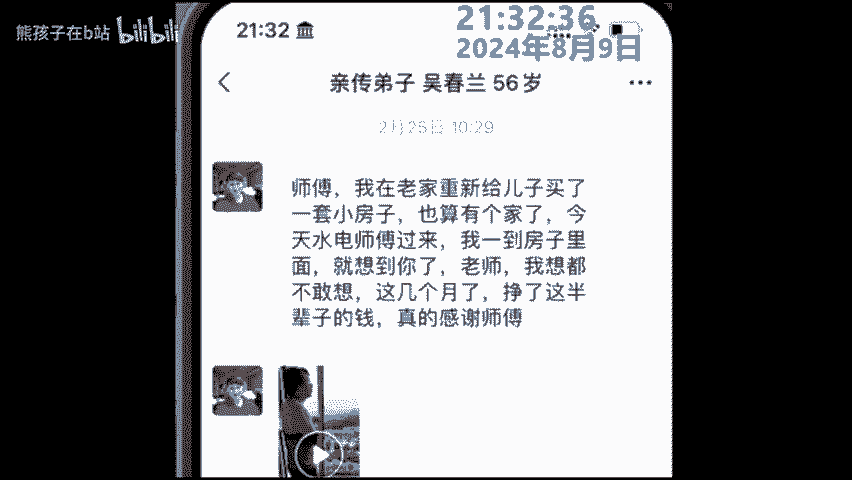 熊孩子在b站 bilibili
21:32
21:32:36
2024年8月9日
亲传弟子 吴春兰 56岁
2月25日 10:29
师傅，我在老家重新给儿子买了
一套小房子，也算有个家了，今
天水电师傅过来，我一到房子里
面，就想到你了，老师，我想都
不敢想，这几个月了，挣了这半
辈子的钱，真的感谢师傅